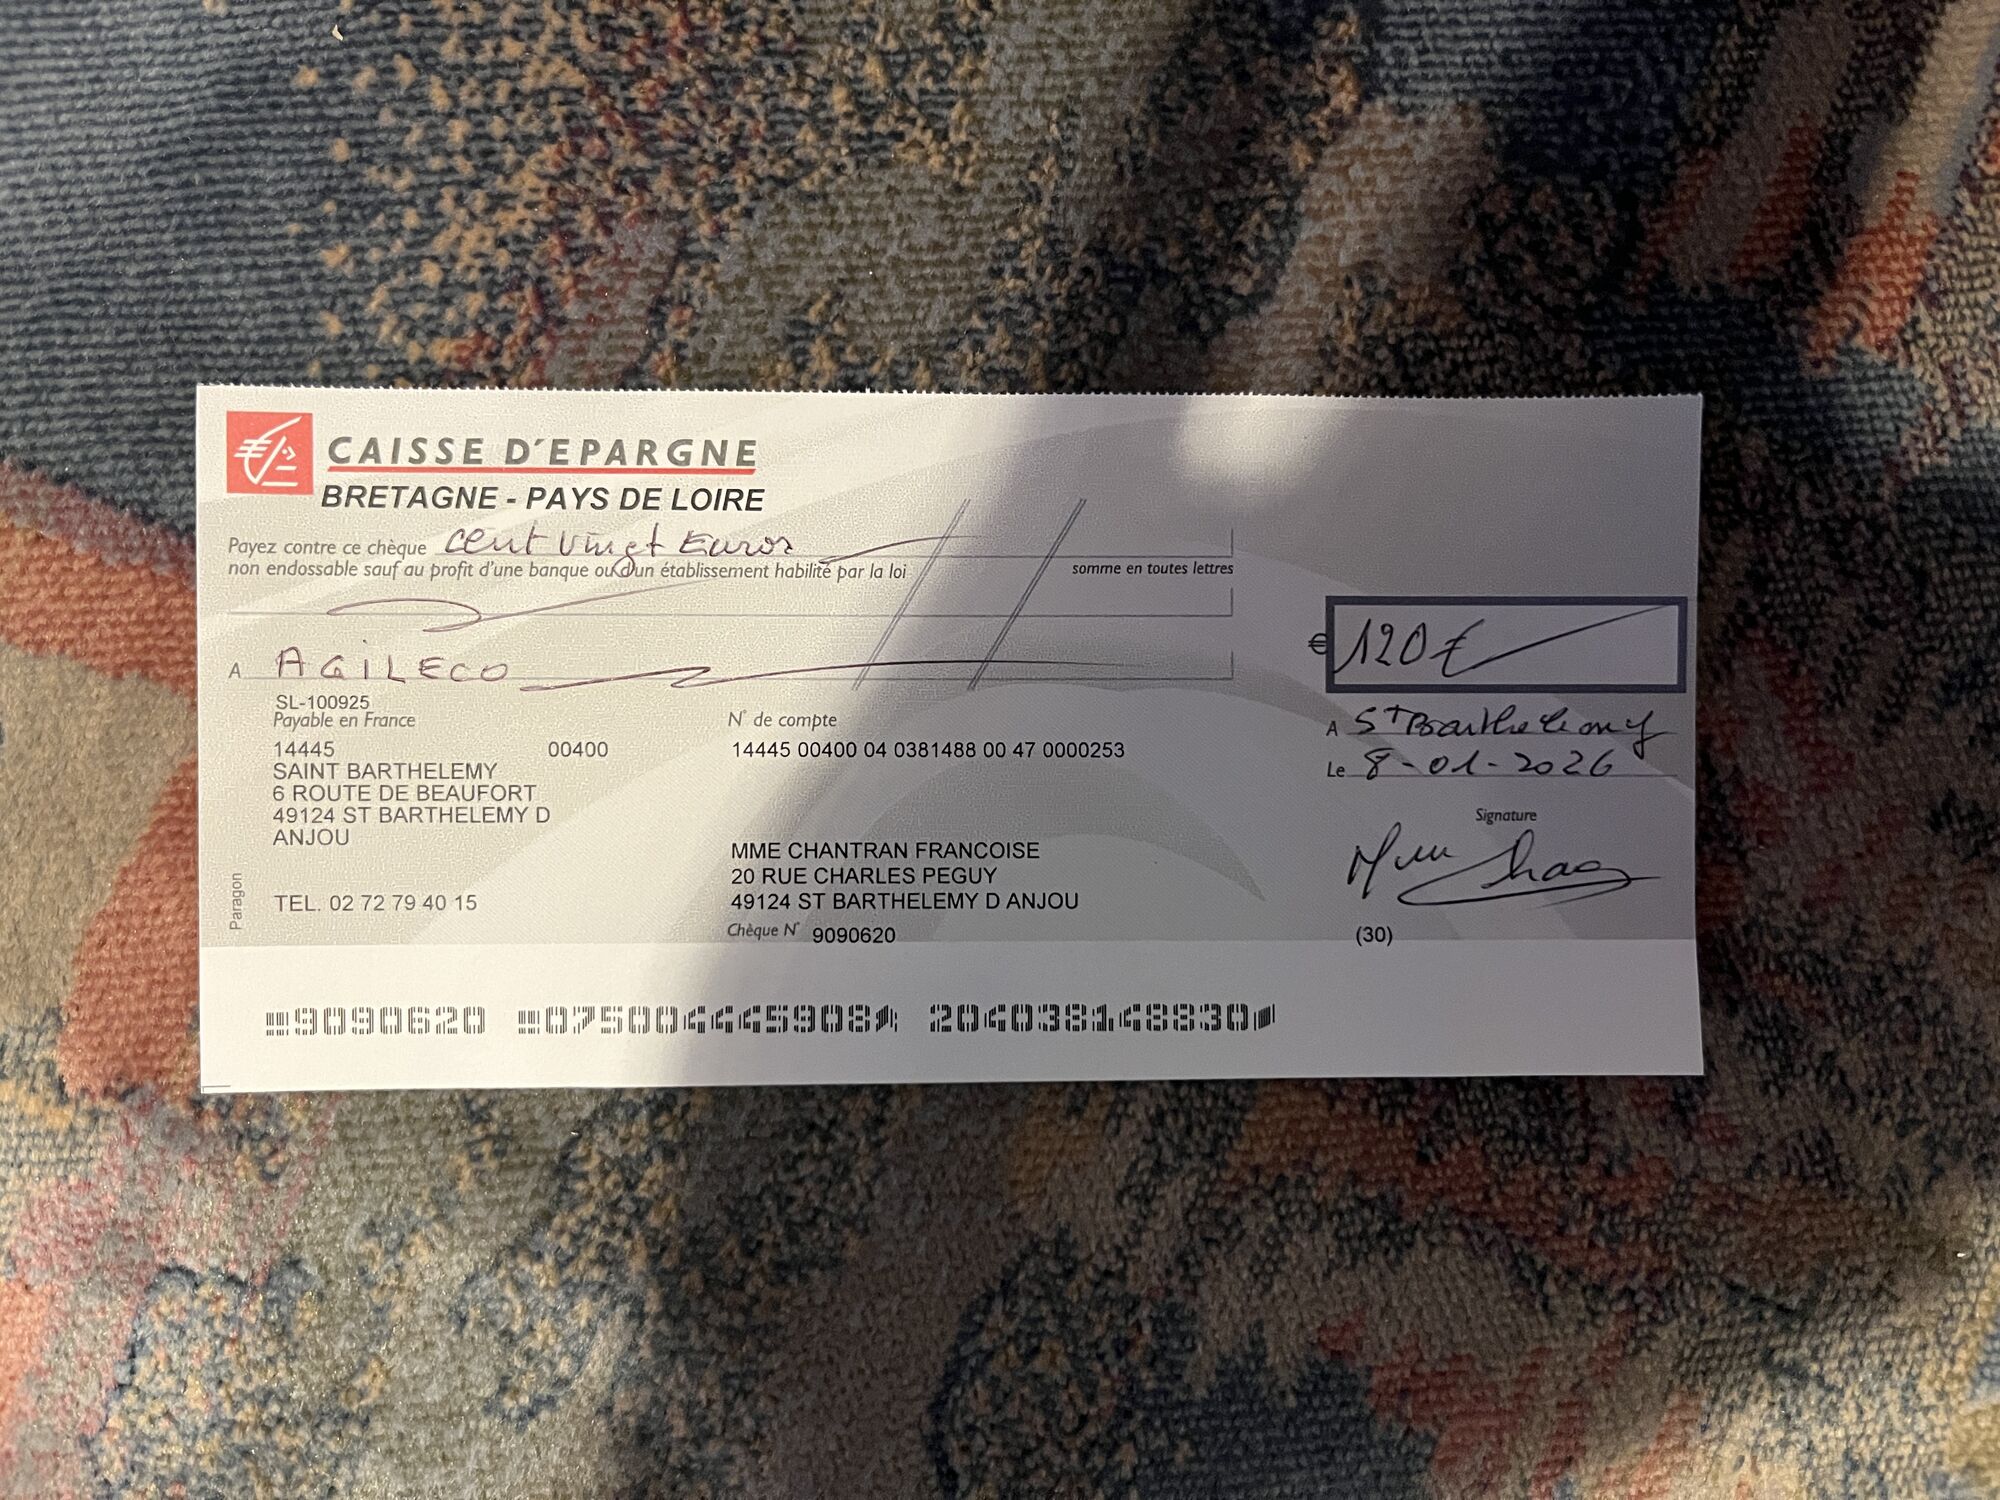 CAISSE D'EPARGNE
BRETAGNE - PAYS DE LOIRE
Payez contre ce chèque cent vingt Euros
non endossable sauf au profit d'une banque ou d'un établissement habilité par la loi somme en toutes lettres
€ 120 €
A AGILECO
SL-100925
Payable en France N° de compte
A St Barthelemy
14445 00400 14445 00400 04 0381488 00 47 0000253
Le 8-01-2026
SAINT BARTHELEMY
6 ROUTE DE BEAUFORT
49124 ST BARTHELEMY D
ANJOU
Signature
MME CHANTRAN FRANCOISE
20 RUE CHARLES PEGUY
TEL. 02 72 79 40 15 49124 ST BARTHELEMY D ANJOU
Paragon
Chèque N° 9090620 (30)
9090620 075004445908 204038148830